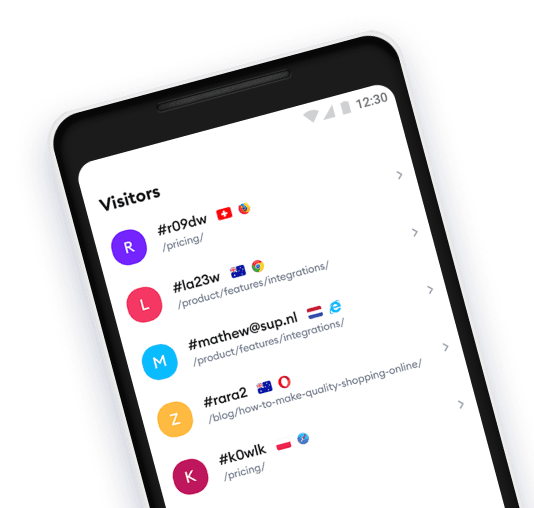 12:30
Visitors
R
#r09dw
/pricing/
L
#la23w
/product/features/integrations/
M
#mathew@sup.nl
/product/features/integrations/
Z
#rara2
/blog/how-to-make-quality-shopping-online/
K
#k0wlk
/pricing/